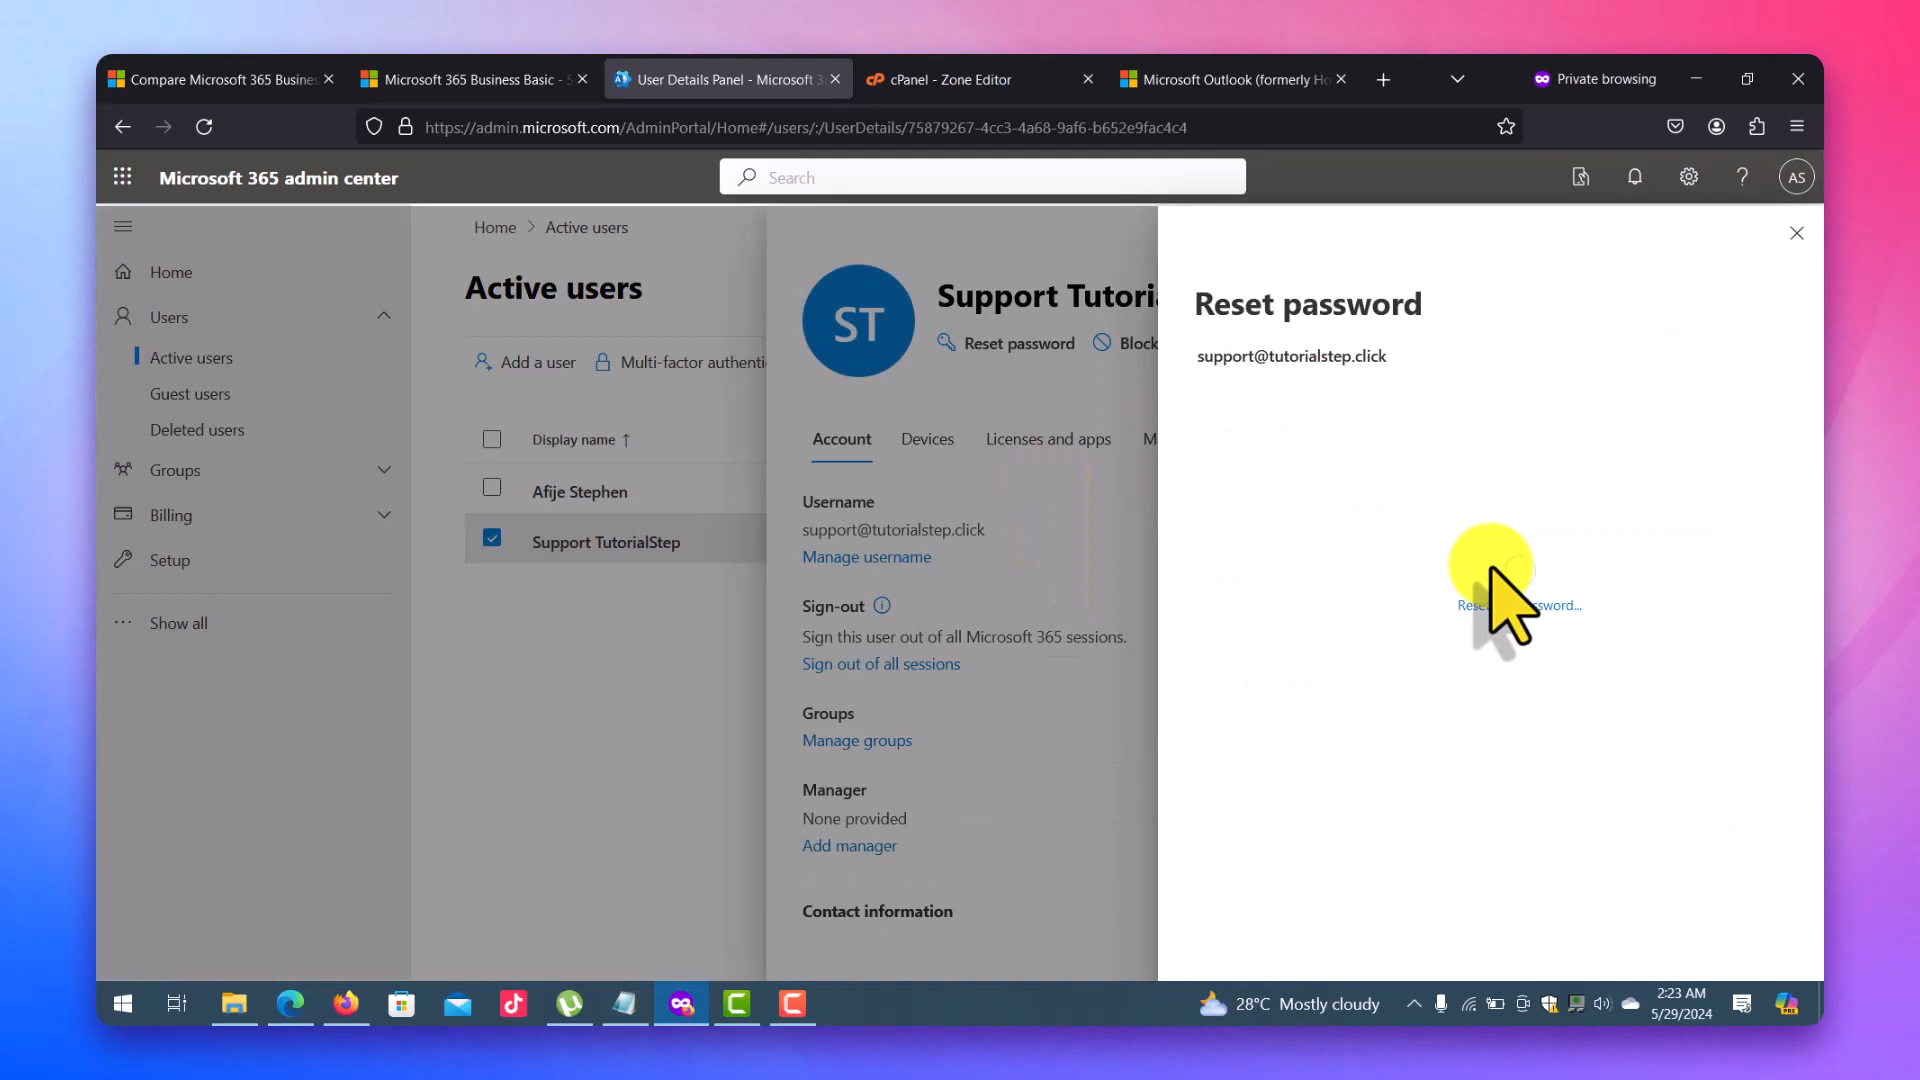 Compare Microsoft 365 Busines
Microsoft 365 Business Basic - S
User Details Panel - Microsoft 3
cPanel - Zone Editor
Microsoft Outlook (formerly Ho
Private browsing
https://admin.microsoft.com/AdminPortal/Home#/users/:/UserDetails/75879267-4cc3-4a68-9af6-b652e9fac4c4
Microsoft 365 admin center
Search
AS
Home
Users
Active users
Guest users
Deleted users
Groups
Billing
Setup
Show all
Home > Active users
Active users
Add a user
Multi-factor authenti
Display name ↑
Afije Stephen
Support TutorialStep
ST
Support Tutoria
Reset password
Block
Account
Devices
Licenses and apps
M
Username
support@tutorialstep.click
Manage username
Sign-out
Sign this user out of all Microsoft 365 sessions.
Sign out of all sessions
Groups
Manage groups
Manager
None provided
Add manager
Contact information
Reset password
support@tutorialstep.click
28°C Mostly cloudy
2:23 AM
5/29/2024
PRE